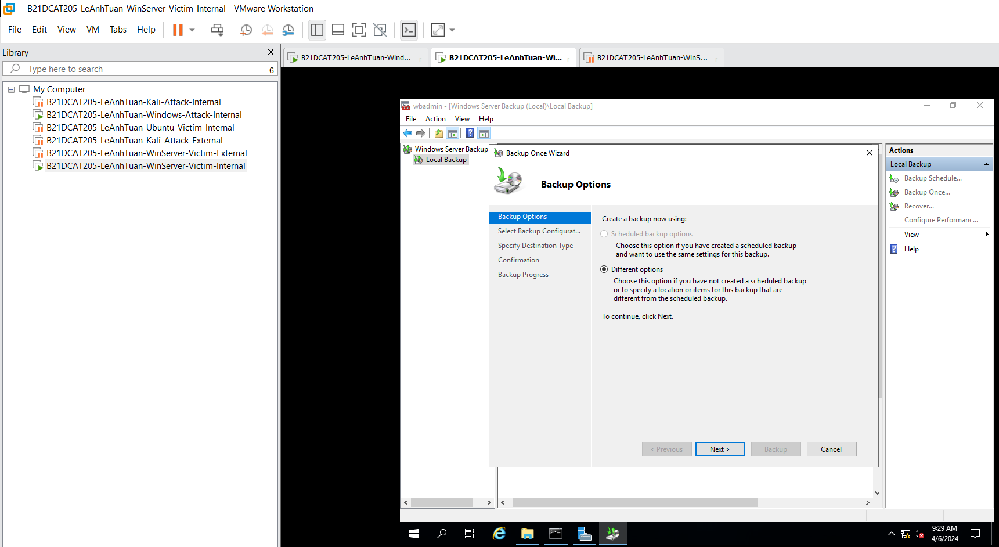 B21DCAT205-LeAnhTuan-WinServer-Victim-Internal - VMware Workstation
File Edit View VM Tabs Help
Library
Type here to search 6
My Computer
B21DCAT205-LeAnhTuan-Kali-Attack-Internal
B21DCAT205-LeAnhTuan-Windows-Attack-Internal
B21DCAT205-LeAnhTuan-Ubuntu-Victim-Internal
B21DCAT205-LeAnhTuan-Kali-Attack-External
B21DCAT205-LeAnhTuan-WinServer-Victim-External
B21DCAT205-LeAnhTuan-WinServer-Victim-Internal
B21DCAT205-LeAnhTuan-Wind... B21DCAT205-LeAnhTuan-Wi... B21DCAT205-LeAnhTuan-WinS...
wbadmin - [Windows Server Backup (Local)\Local Backup]
File Action View Help
Windows Server Backup
Local Backup
Backup Once Wizard
Backup Options
Backup Options
Select Backup Configurat...
Specify Destination Type
Confirmation
Backup Progress
Create a backup now using:
Scheduled backup options
Choose this option if you have created a scheduled backup
and want to use the same settings for this backup.
Different options
Choose this option if you have not created a scheduled backup
or to specify a location or items for this backup that are
different from the scheduled backup.
To continue, click Next.
< Previous Next > Backup Cancel
Actions
Local Backup
Backup Schedule...
Backup Once...
Recover...
Configure Performanc...
View
Help
9:29 AM
4/6/2024